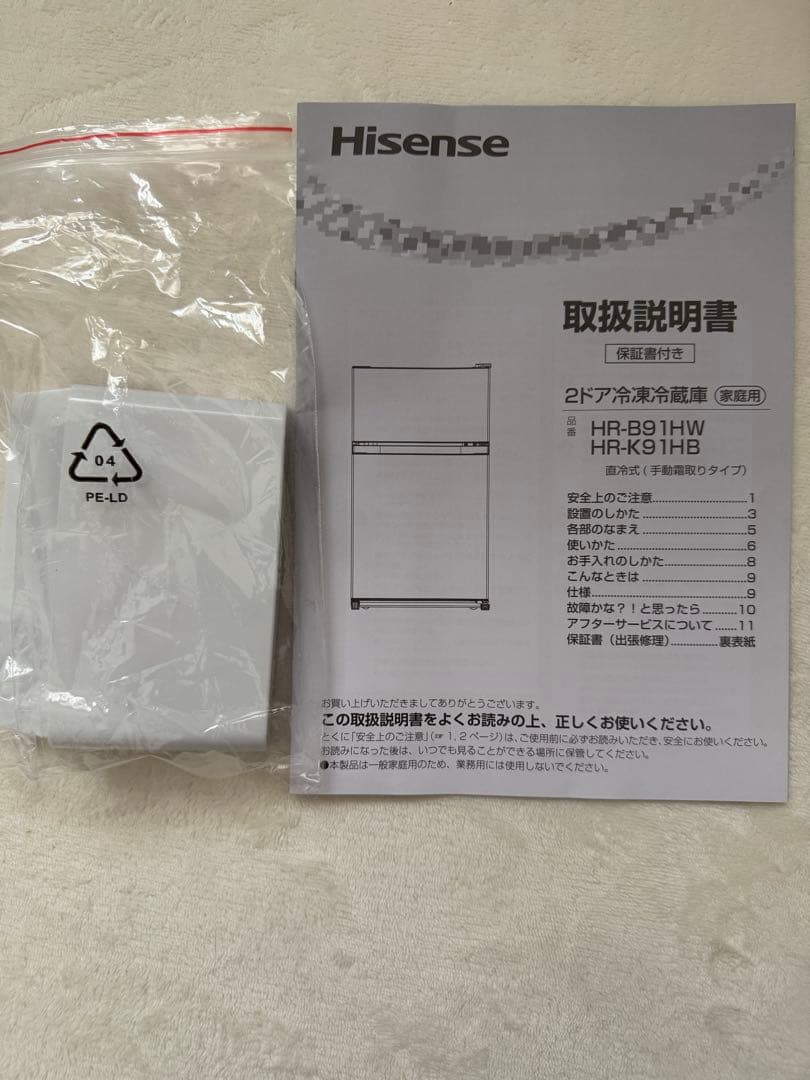 Hisense
取扱説明書
保証書付き
2ドア冷凍冷蔵庫 家庭用
品番 HR-B91HW
HR-K91HB
直冷式(手動霜取りタイプ)
安全上のご注意..............................1
設置のしかた..............................3
各部のなまえ..............................5
使いかた..............................6
お手入れのしかた..............................8
こんなときは..............................9
仕様..............................9
故障かな?!と思ったら..........10
アフターサービスについて......11
保証書(出張修理)..............裏表紙
お買い上げいただきましてありがとうございます。
この取扱説明書をよくお読みの上、正しくお使いください。
とくに「安全上のご注意」(☞ 1, 2 ページ)は、ご使用前に必ずお読みいただき、安全にお使いください。
お読みになった後は、いつでも見ることができる場所に保管してください。
●本製品は一般家庭用のため、業務用には使用しないでください。
04
PE-LD